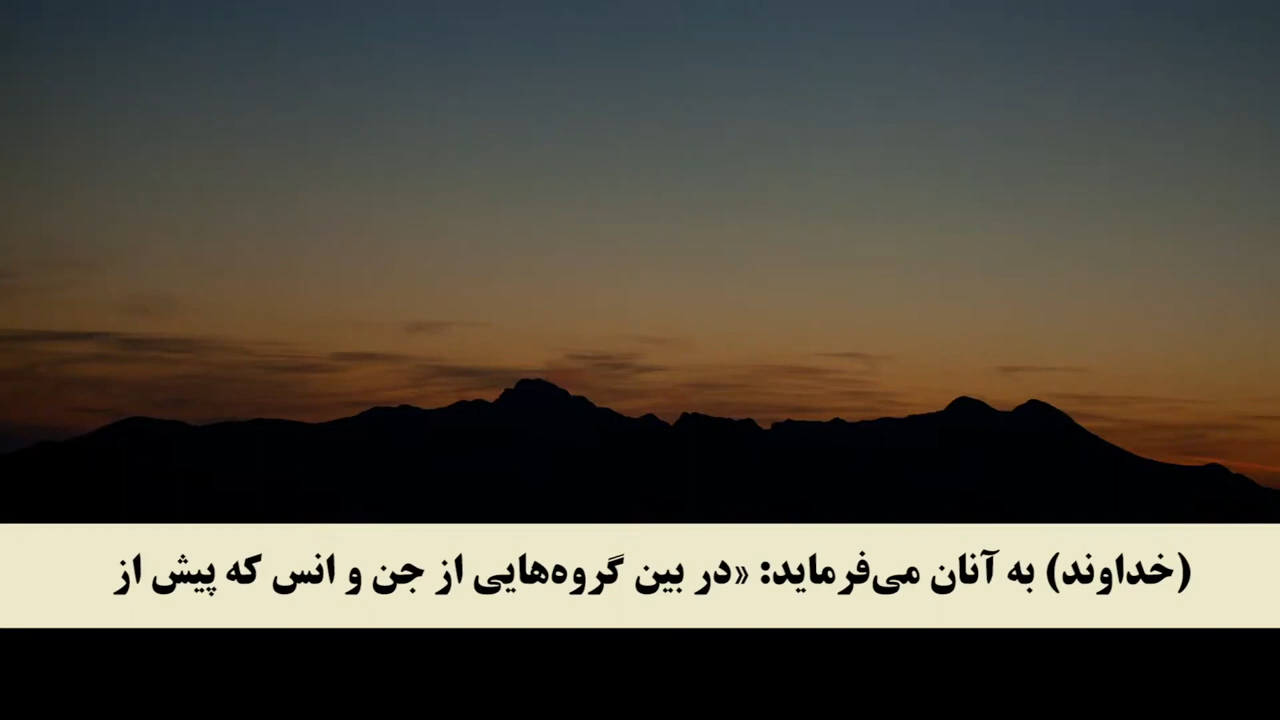 (خداوند) به آنان می‌فرماید: «در بین گروه‌هایی از جن و انس که پیش از